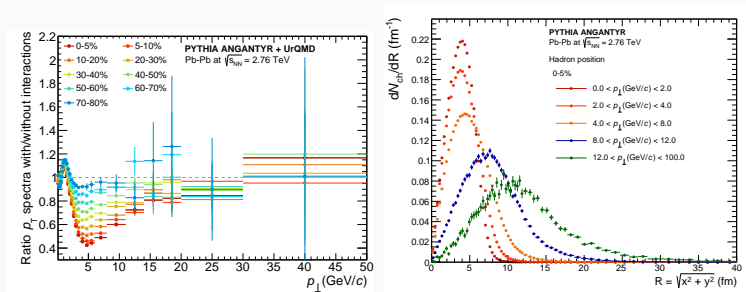 Ratio p_T spectra with/without interactions
2.2
2
1.8
1.6
1.4
1.2
1
0.8
0.6
0.4
0-5%
5-10%
10-20%
20-30%
30-40%
40-50%
50-60%
60-70%
70-80%
PYTHIA ANGANTYR + UrQMD
Pb-Pb at √s_NN = 2.76 TeV
5 10 15 20 25 30 35 40 45 50
p⊥(GeV/c)
dN_ch/dR (fm⁻¹)
0.22
0.2
0.18
0.16
0.14
0.12
0.1
0.08
0.06
0.04
0.02
0
PYTHIA ANGANTYR
Pb-Pb at √s_NN = 2.76 TeV
Hadron position
0-5%
0.0 < p⊥(GeV/c) < 2.0
2.0 < p⊥(GeV/c) < 4.0
4.0 < p⊥(GeV/c) < 8.0
8.0 < p⊥(GeV/c) < 12.0
12.0 < p⊥(GeV/c) < 100.0
0 5 10 15 20 25 30 35 40
R = √x² + y² (fm)